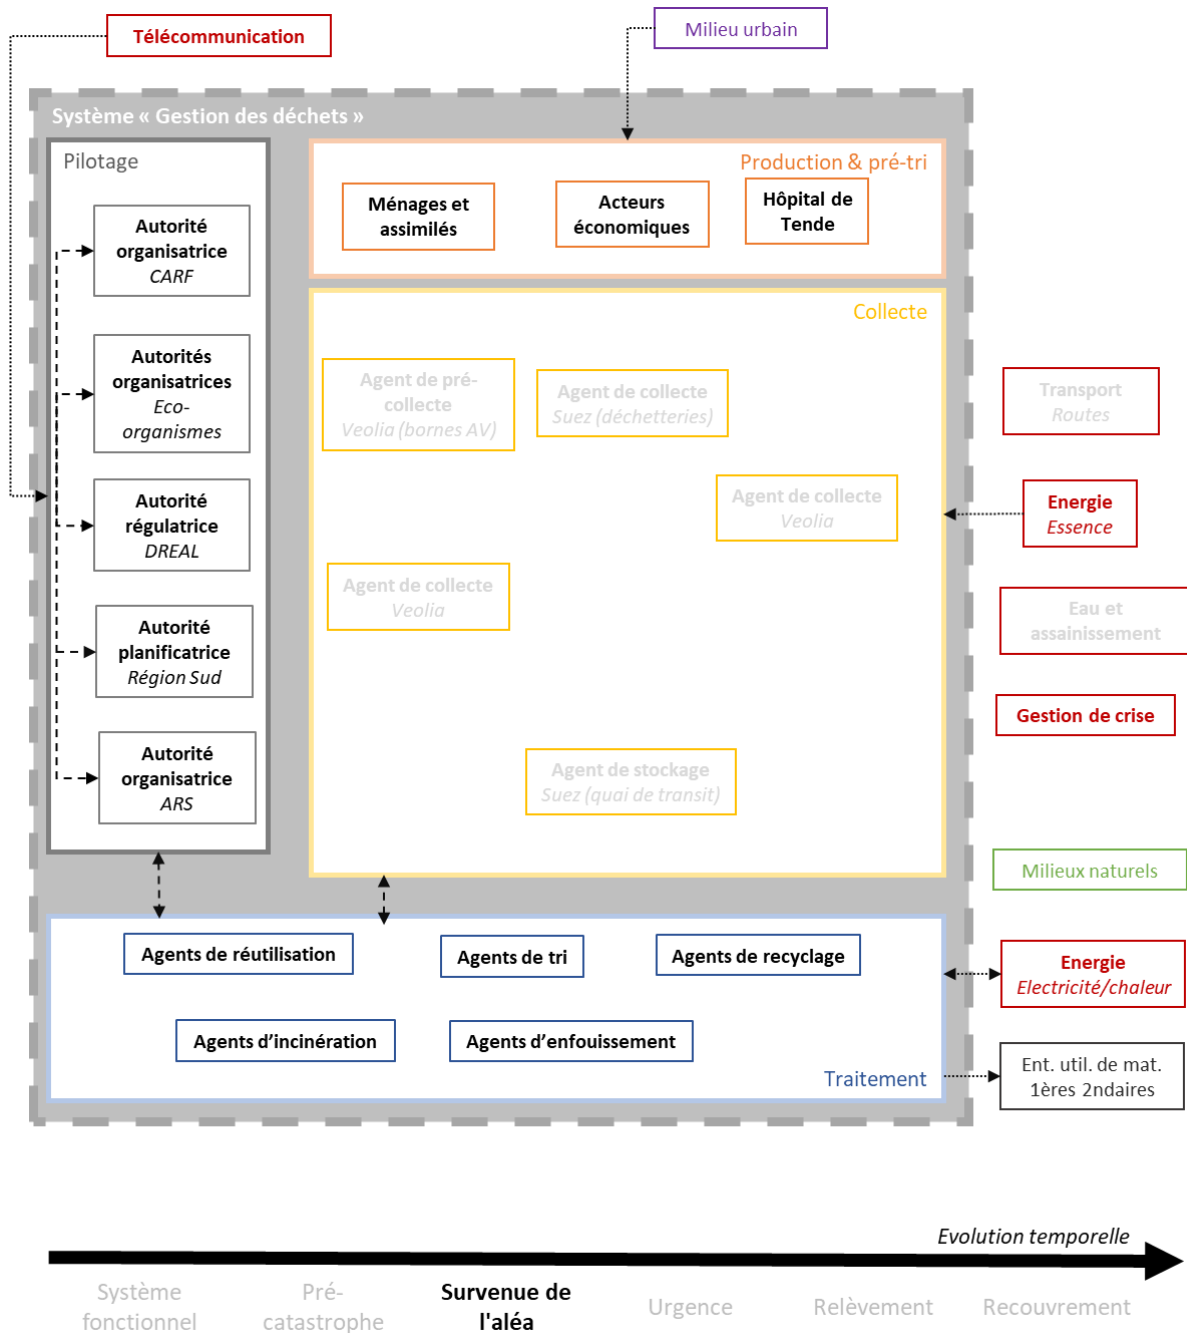 Télécommunication
Milieu urbain
Système « Gestion des déchets »
Pilotage
Autorité
organisatrice
CARF
Autorités
organisatrices
Eco-
organismes
Autorité
régulatrice
DREAL
Autorité
planificatrice
Région Sud
Autorité
organisatrice
ARS
Production & pré-tri
Ménages et
assimilés
Acteurs
économiques
Hôpital de
Tende
Collecte
Agent de pré-
collecte
Veolia (bornes AV)
Agent de collecte
Suez (déchetteries)
Agent de collecte
Veolia
Agent de collecte
Veolia
Agent de stockage
Suez (quai de transit)
Transport
Routes
Energie
Essence
Eau et
assainissement
Gestion de crise
Milieux naturels
Energie
Electricité/chaleur
Ent. util. de mat.
1ères 2ndaires
Agents de réutilisation
Agents de tri
Agents de recyclage
Agents d'incinération
Agents d'enfouissement
Traitement
Evolution temporelle
Système
fonctionnel
Pré-
catastrophe
Survenue de
l'aléa
Urgence
Relèvement
Recouvrement